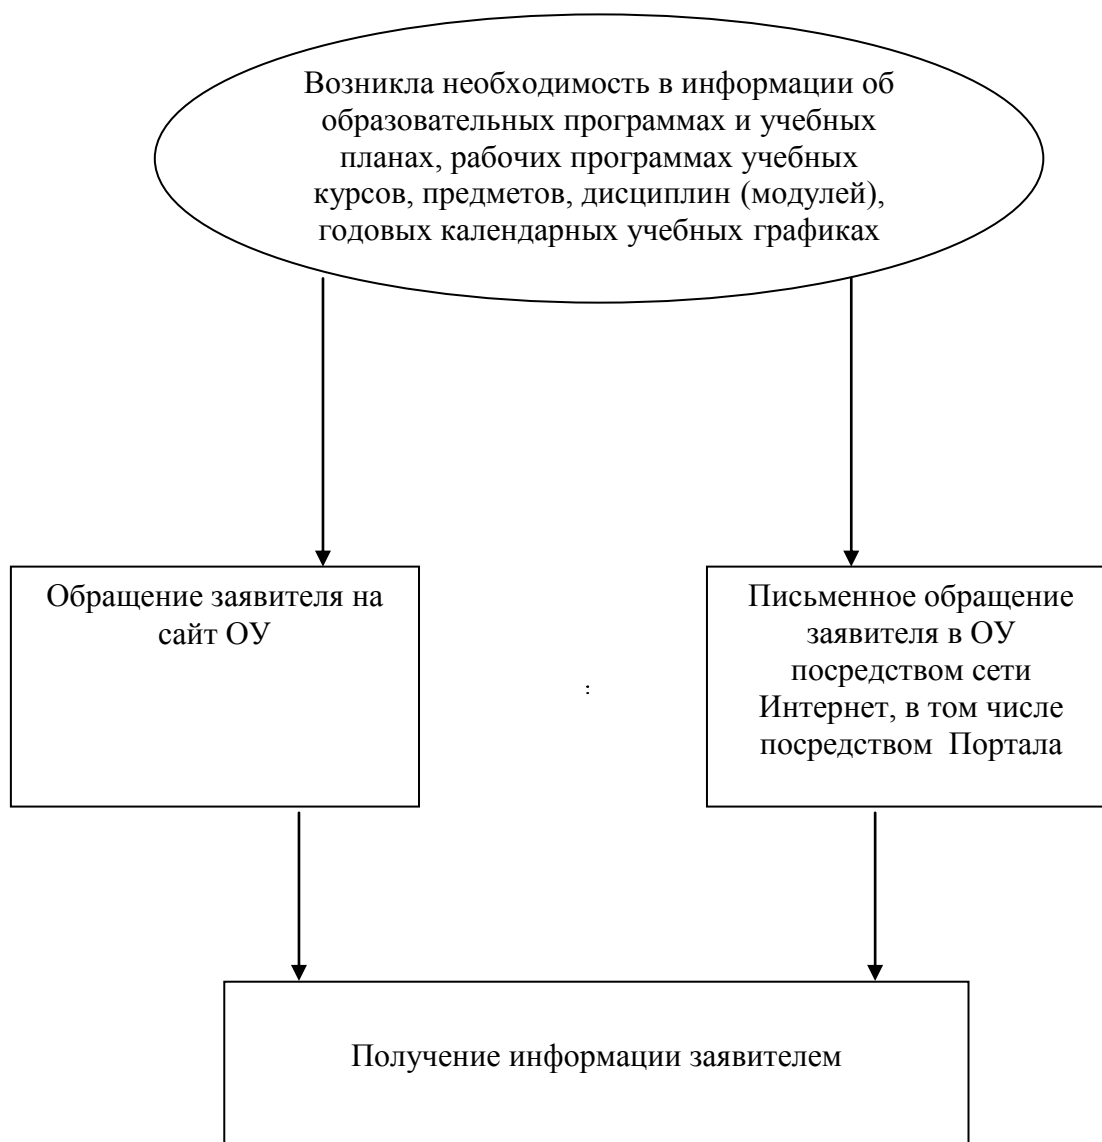 Возникла необходимость в информации об
образовательных программах и учебных
планах, рабочих программах учебных
курсов, предметов, дисциплин (модулей),
годовых календарных учебных графиках
Обращение заявителя на
сайт ОУ
Письменное обращение
заявителя в ОУ
посредством сети
Интернет, в том числе
посредством Портала
:
Получение информации заявителем